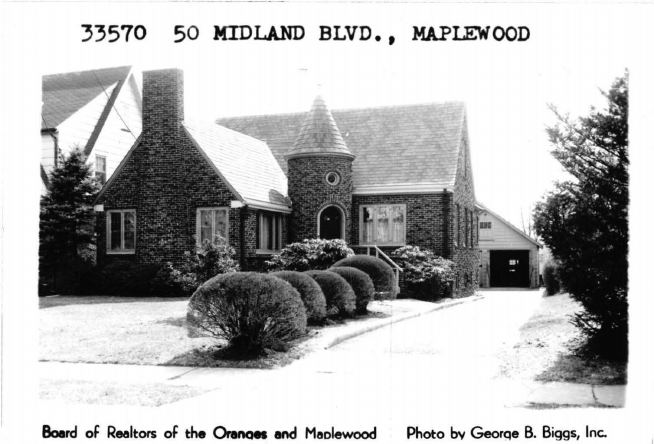 33570 50 MIDLAND BLVD., MAPLEWOOD
Board of Realtors of the Oranges and Maplewood Photo by George B. Biggs, Inc.